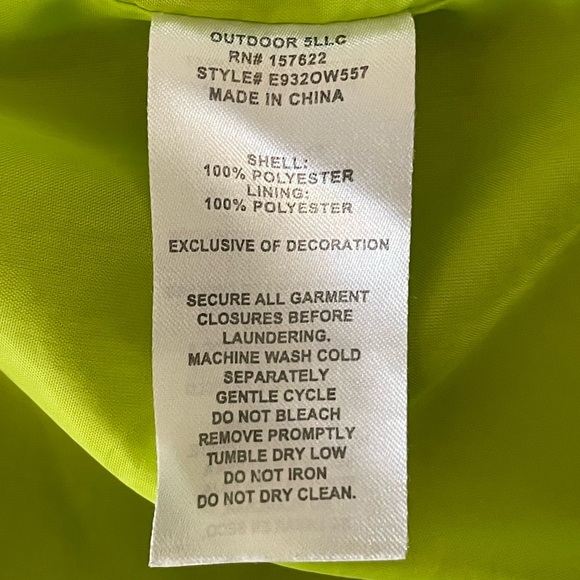 OUTDOOR 5LLC
RN# 157622
STYLE# E932OW557
MADE IN CHINA
SHELL:
100% POLYESTER
LINING:
100% POLYESTER
EXCLUSIVE OF DECORATION
SECURE ALL GARMENT
CLOSURES BEFORE
LAUNDERING.
MACHINE WASH COLD
SEPARATELY
GENTLE CYCLE
DO NOT BLEACH
REMOVE PROMPTLY
TUMBLE DRY LOW
DO NOT IRON
DO NOT DRY CLEAN.